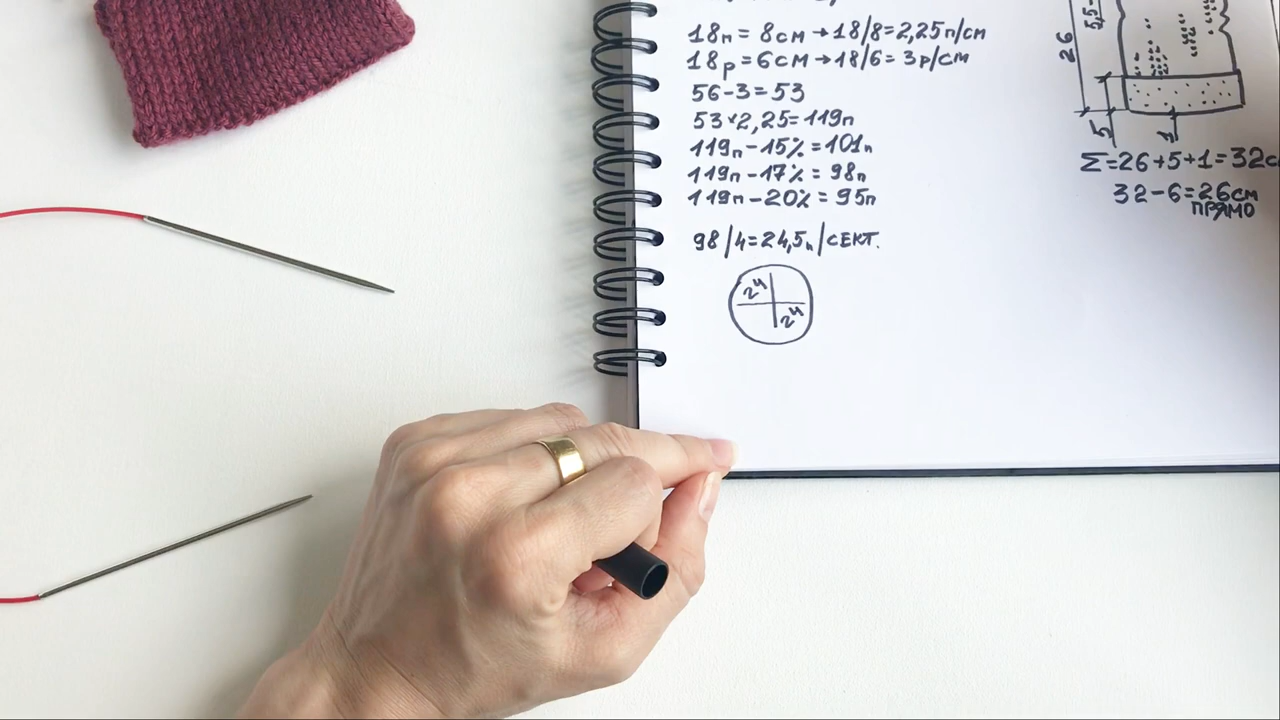 18п = 8см → 18/8=2,25п/см
18р = 6см → 18/6= 3р/см
56-3=53
53×2,25=119п
119п-15% = 101п
119п-17% = 98п
119п-20% = 95п
98/4=24,5п/сект.
24
24
26
5,5
5
1
Σ=26+5+1=32с
32-6=26см
прямо